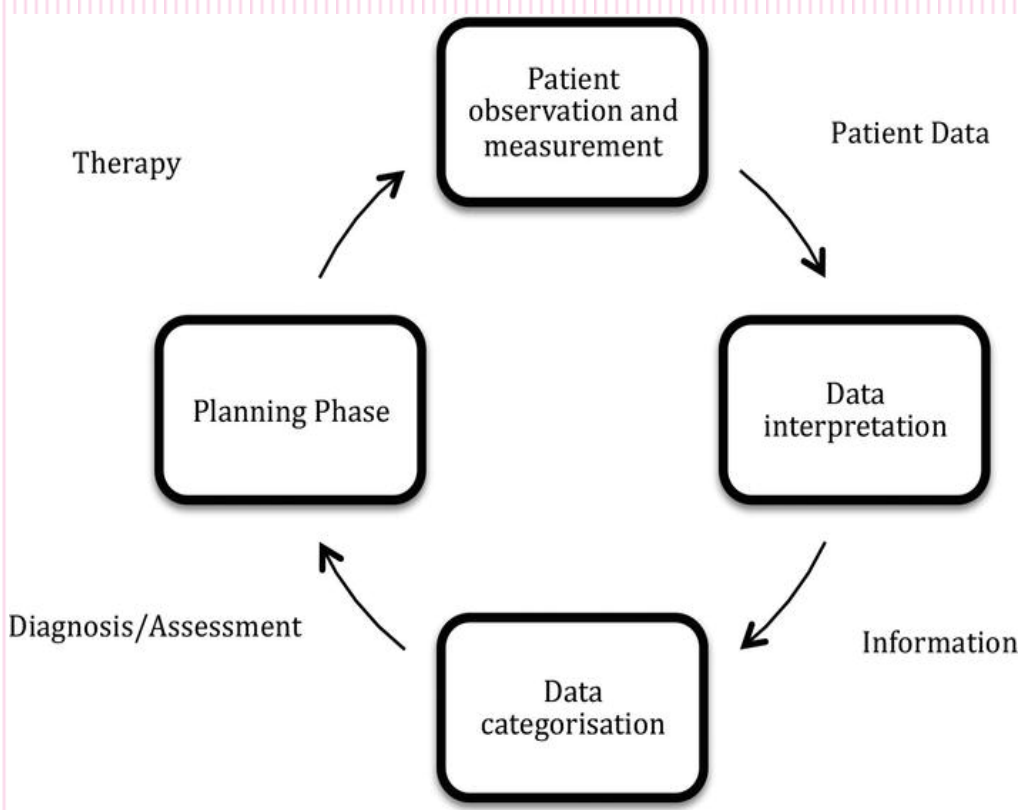 Patient
observation and
measurement
Patient Data
Therapy
Data
interpretation
Planning Phase
Information
Diagnosis/Assessment
Data
categorisation